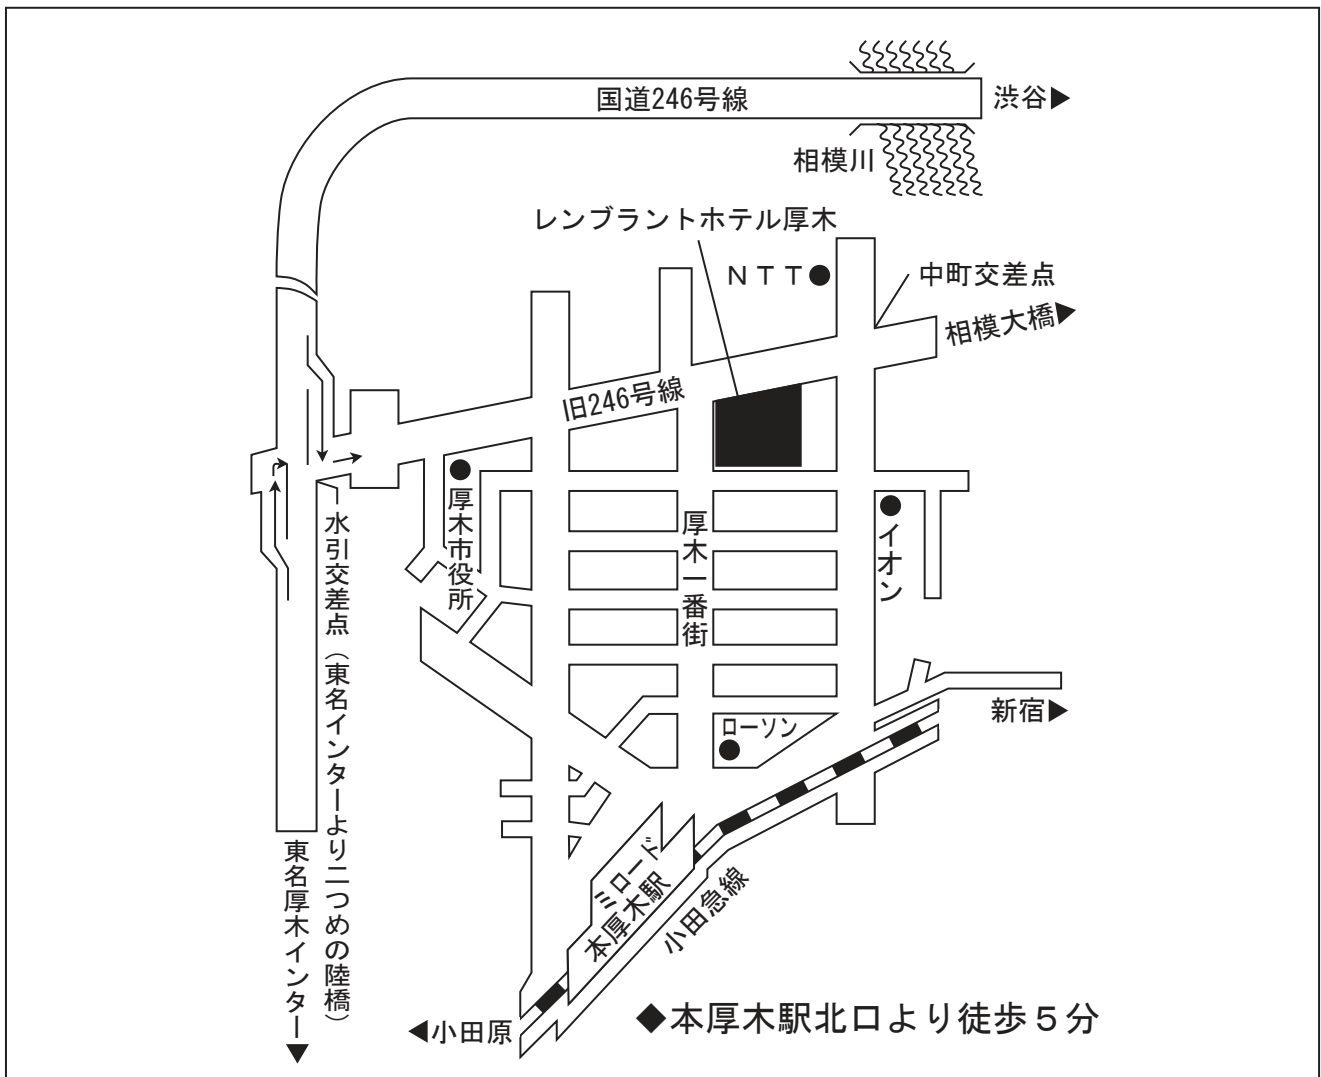 国道246号線
渋谷▶
相模川
レンブラントホテル厚木
ＮＴＴ●
中町交差点
相模大橋▶
旧246号線
●厚木市役所
厚木一番街
●イオン
水引交差点（東名インターより二つめの陸橋）
新宿▶
ローソン
ミロード
本厚木駅
小田急線
東名厚木インター▼
◀小田原
◆本厚木駅北口より徒歩５分